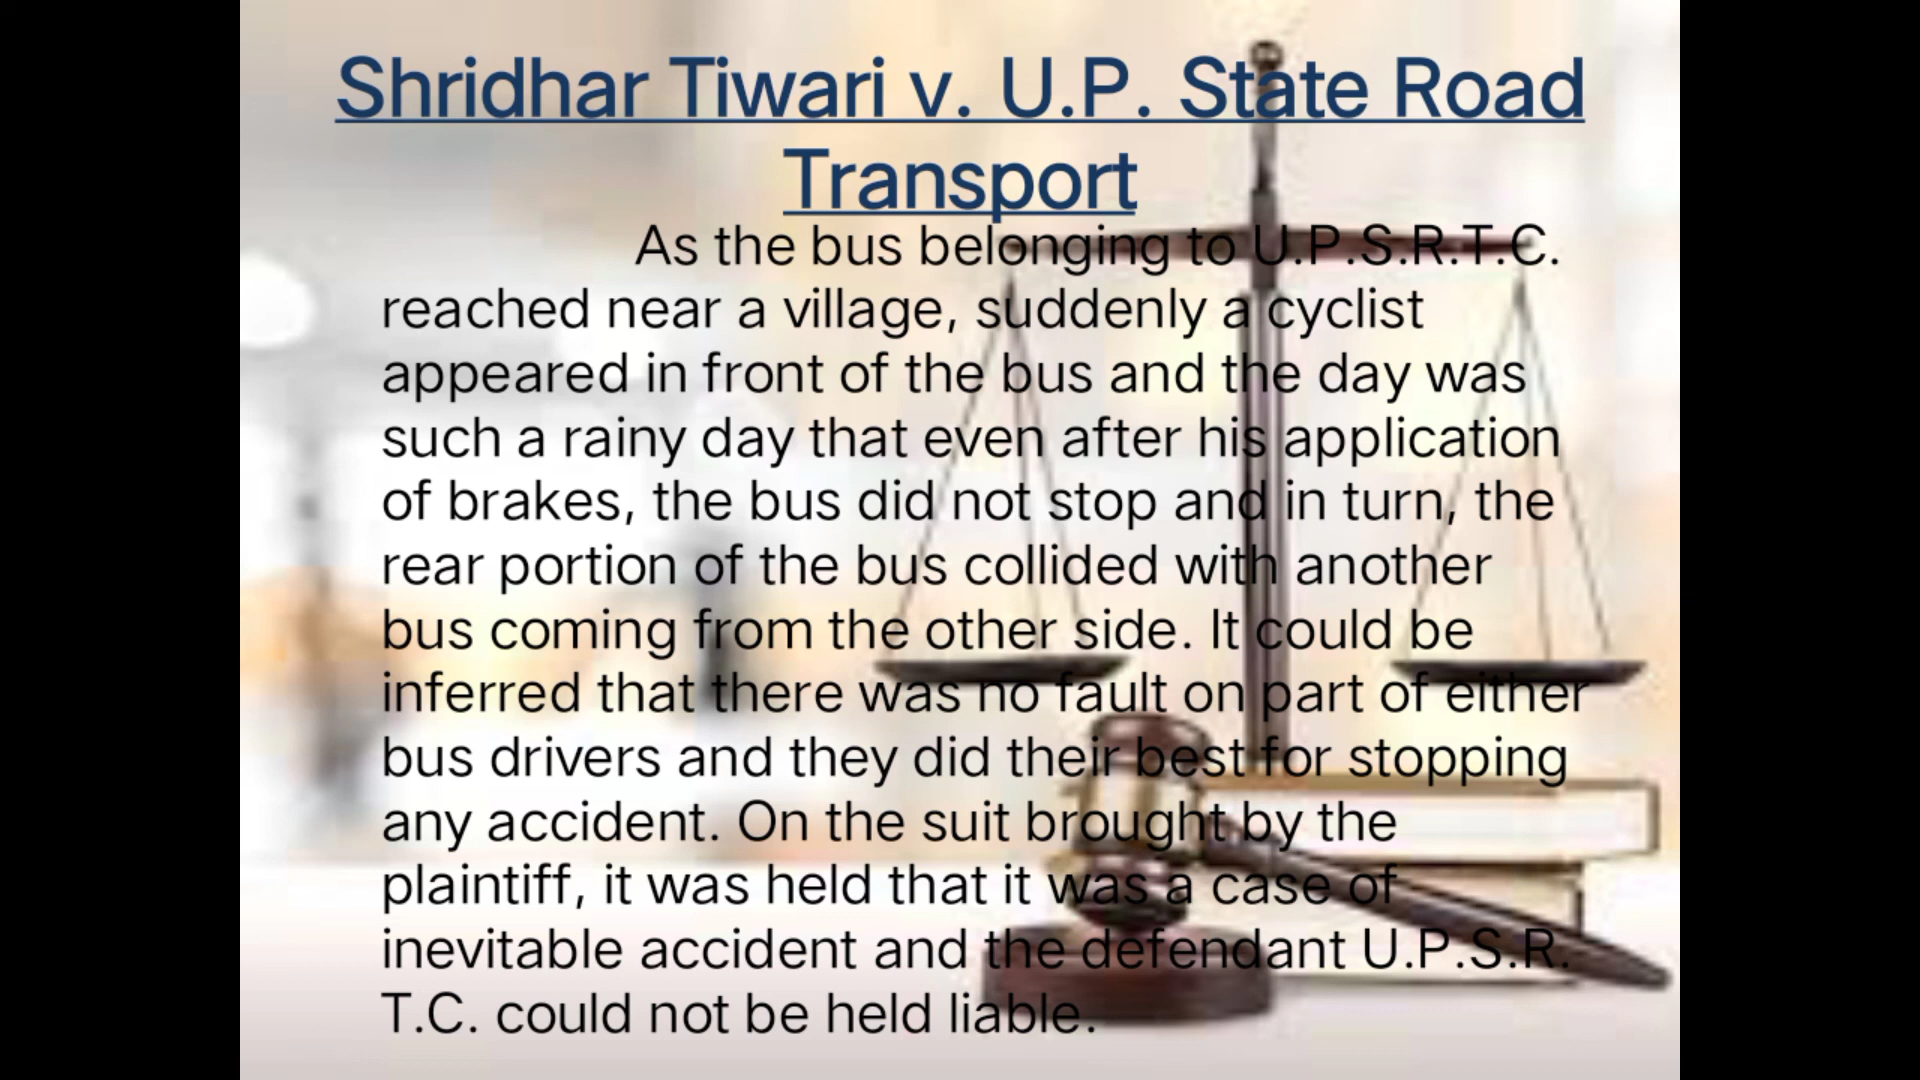 Shridhar Tiwari v. U.P. State Road
Transport
As the bus belonging to U.P.S.R.T.C.
reached near a village, suddenly a cyclist
appeared in front of the bus and the day was
such a rainy day that even after his application
of brakes, the bus did not stop and in turn, the
rear portion of the bus collided with another
bus coming from the other side. It could be
inferred that there was no fault on part of either
bus drivers and they did their best for stopping
any accident. On the suit brought by the
plaintiff, it was held that it was a case of
inevitable accident and the defendant U.P.S.R.
T.C. could not be held liable.